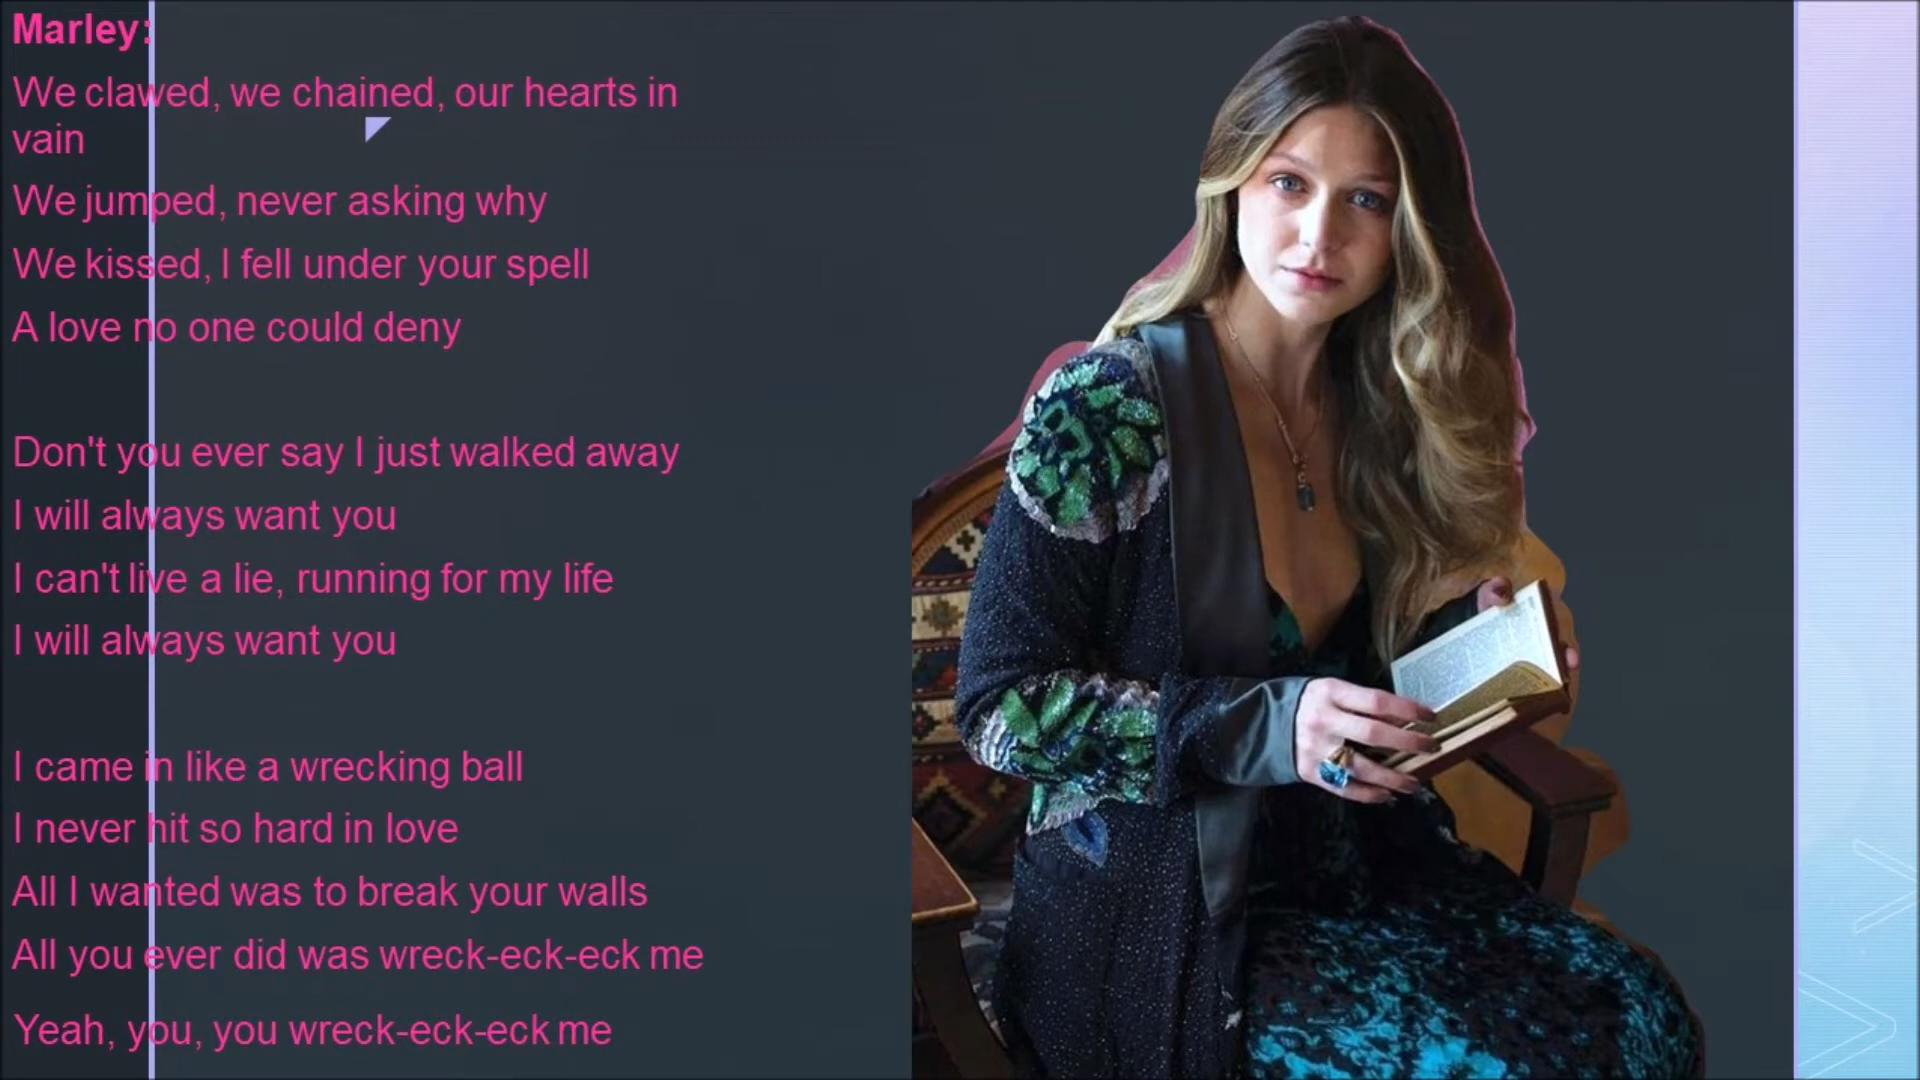 Marley:
We clawed, we chained, our hearts in
vain
We jumped, never asking why
We kissed, I fell under your spell
A love no one could deny
Don't you ever say I just walked away
I will always want you
I can't live a lie, running for my life
I will always want you
I came in like a wrecking ball
I never hit so hard in love
All I wanted was to break your walls
All you ever did was wreck-eck-eck me
Yeah, you, you wreck-eck-eck me